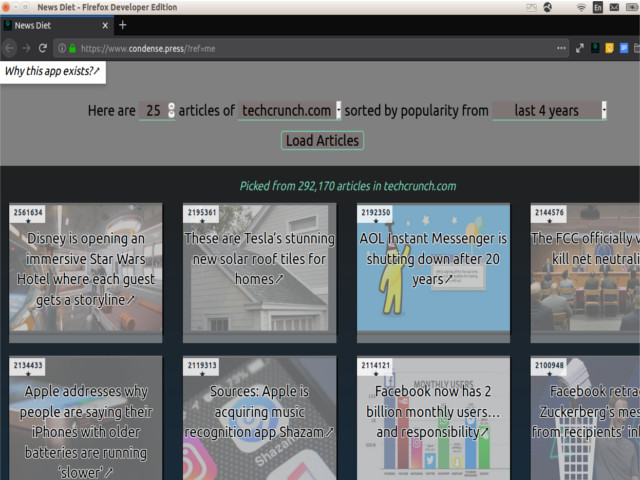 News Diet - Firefox Developer Edition
En
News Diet
https://www.condense.press/?ref=me
Why this app exists?↗
Here are 25 articles of techcrunch.com sorted by popularity from last 4 years
Load Articles
Picked from 292,170 articles in techcrunch.com
2561634
★
Disney is opening an
immersive Star Wars
Hotel where each guest
gets a storyline↗
2195361
★
These are Tesla's stunning
new solar roof tiles for
homes↗
2192350
★
AOL Instant Messenger is
shutting down after 20
years↗
2144576
★
The FCC officially v
kill net neutrali
2134433
★
Apple addresses why
people are saying their
iPhones with older
batteries are running
'slower'↗
2119313
★
Sources: Apple is
acquiring music
recognition app Shazam↗
Shazam
2114121
★
MONTHLY USERS
Facebook now has 2
billion monthly users…
and responsibility↗
2100948
★
Facebook retrac
Zuckerberg's mes
from recipients' inl